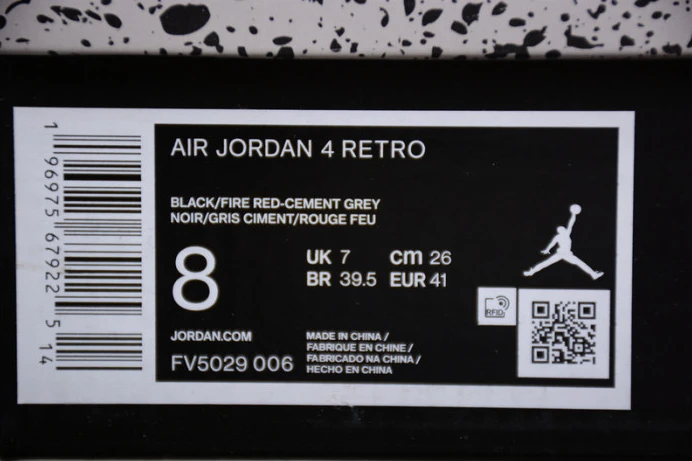 1 96975 67922 5 14
AIR JORDAN 4 RETRO
BLACK/FIRE RED-CEMENT GREY
NOIR/GRIS CIMENT/ROUGE FEU
8
UK 7 cm 26
BR 39.5 EUR 41
RFID
JORDAN.COM
FV5029 006
MADE IN CHINA /
FABRIQUE EN CHINE /
FABRICADO NA CHINA /
HECHO EN CHINA